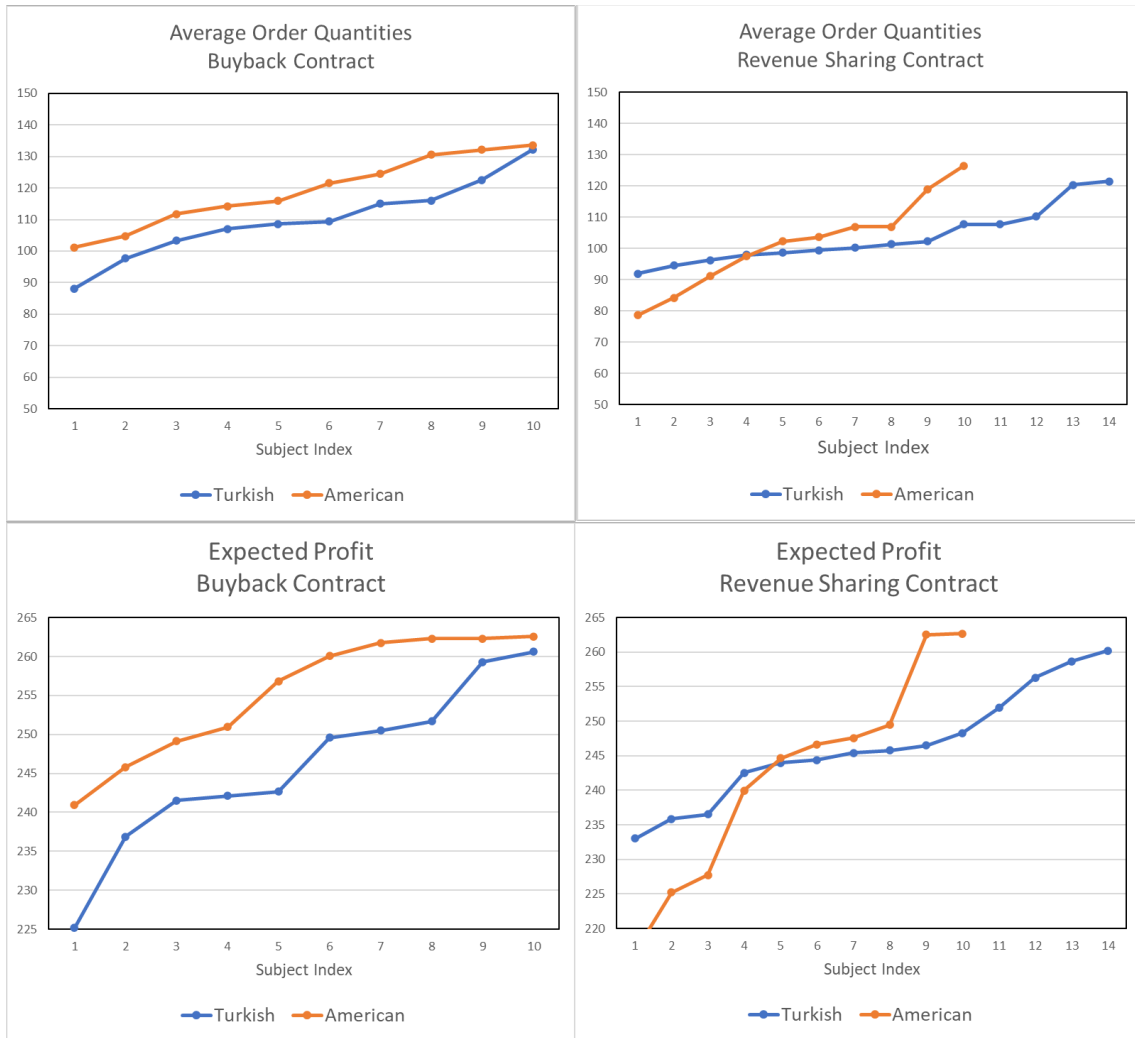 Average Order Quantities
Buyback Contract
150
140
130
120
110
100
90
80
70
60
50
1 2 3 4 5 6 7 8 9 10
Subject Index
Turkish American
Average Order Quantities
Revenue Sharing Contract
150
140
130
120
110
100
90
80
70
60
50
1 2 3 4 5 6 7 8 9 10 11 12 13 14
Subject Index
Turkish American
Expected Profit
Buyback Contract
265
260
255
250
245
240
235
230
225
1 2 3 4 5 6 7 8 9 10
Subject Index
Turkish American
Expected Profit
Revenue Sharing Contract
265
260
255
250
245
240
235
230
225
220
1 2 3 4 5 6 7 8 9 10 11 12 13 14
Subject Index
Turkish American